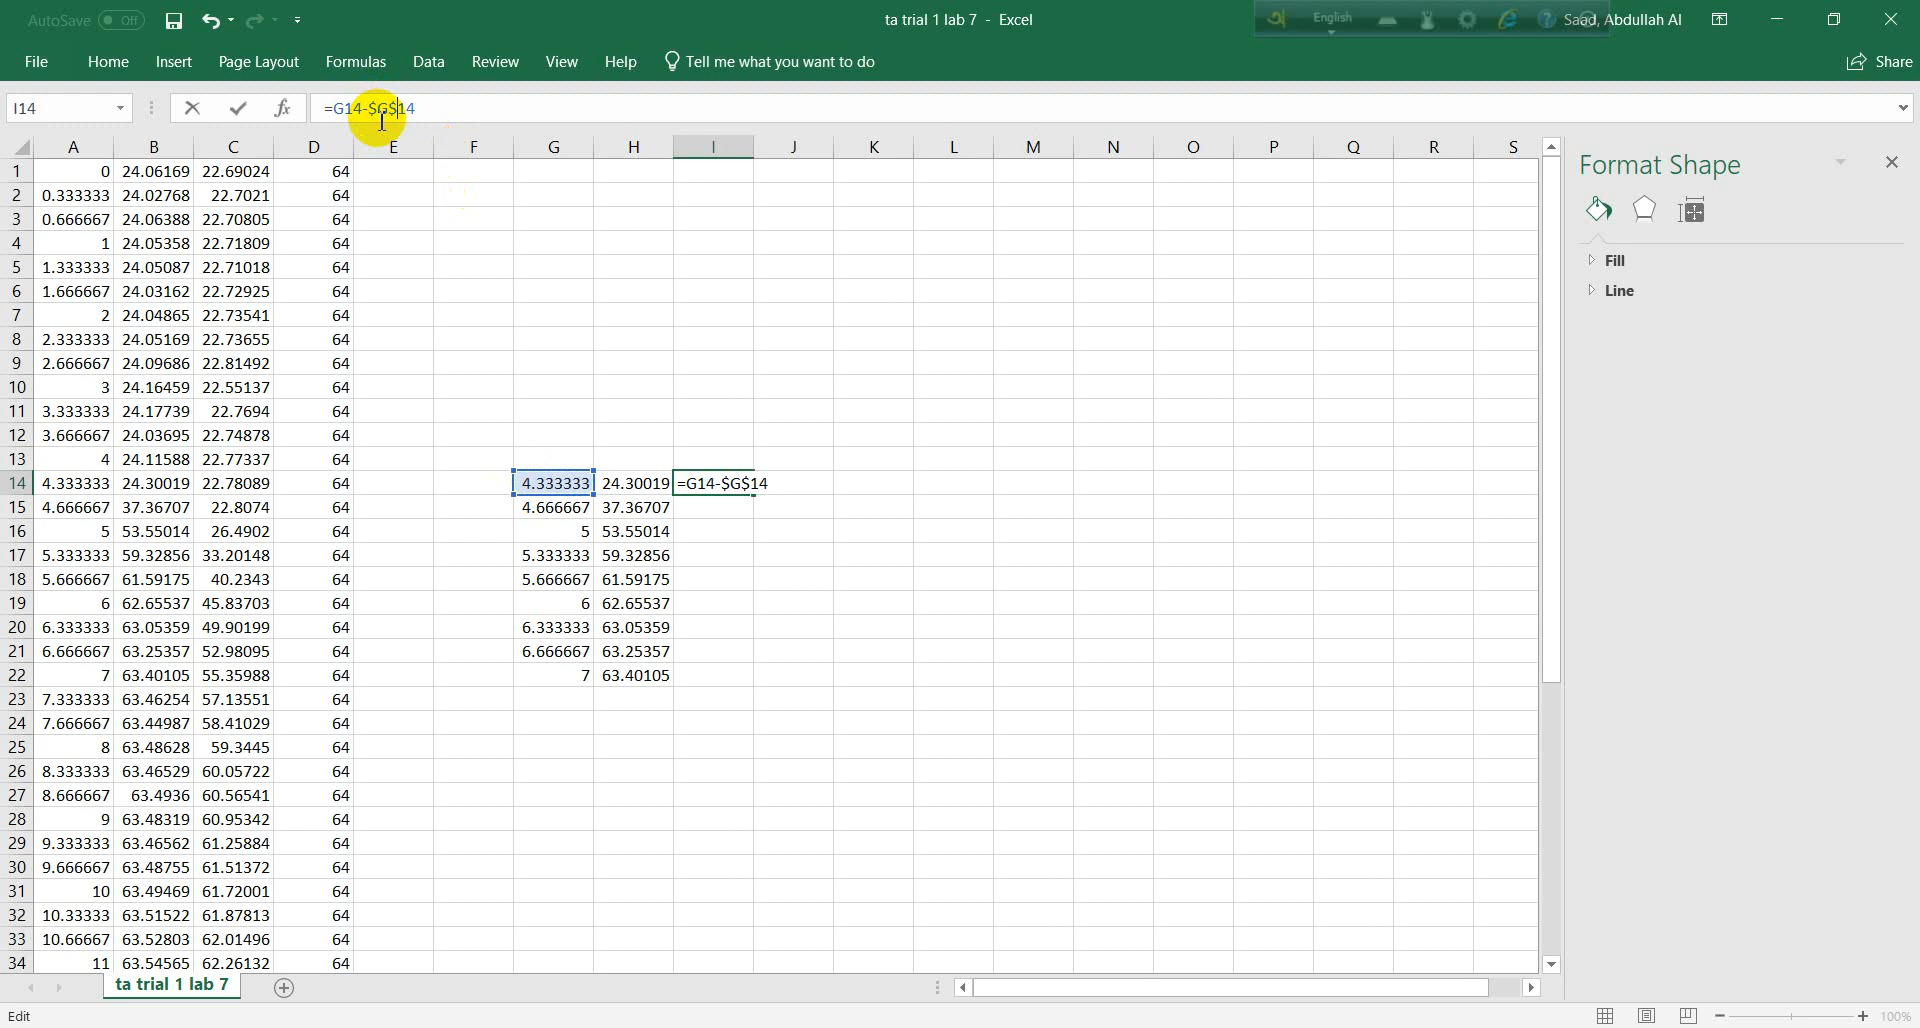 AutoSave Off ta trial 1 lab 7 - Excel English Saad, Abdullah Al
File Home Insert Page Layout Formulas Data Review View Help Tell me what you want to do Share
I14 fx =G14-$G$14
A B C D E F G H I J K L M N O P Q R S
1 0 24.06169 22.69024 64
2 0.333333 24.02768 22.7021 64
3 0.666667 24.06388 22.70805 64
4 1 24.05358 22.71809 64
5 1.333333 24.05087 22.71018 64
6 1.666667 24.03162 22.72925 64
7 2 24.04865 22.73541 64
8 2.333333 24.05169 22.73655 64
9 2.666667 24.09686 22.81492 64
10 3 24.16459 22.55137 64
11 3.333333 24.17739 22.7694 64
12 3.666667 24.03695 22.74878 64
13 4 24.11588 22.77337 64
14 4.333333 24.30019 22.78089 64 4.333333 24.30019 =G14-$G$14
15 4.666667 37.36707 22.8074 64 4.666667 37.36707
16 5 53.55014 26.4902 64 5 53.55014
17 5.333333 59.32856 33.20148 64 5.333333 59.32856
18 5.666667 61.59175 40.2343 64 5.666667 61.59175
19 6 62.65537 45.83703 64 6 62.65537
20 6.333333 63.05359 49.90199 64 6.333333 63.05359
21 6.666667 63.25357 52.98095 64 6.666667 63.25357
22 7 63.40105 55.35988 64 7 63.40105
23 7.333333 63.46254 57.13551 64
24 7.666667 63.44987 58.41029 64
25 8 63.48628 59.3445 64
26 8.333333 63.46529 60.05722 64
27 8.666667 63.4936 60.56541 64
28 9 63.48319 60.95342 64
29 9.333333 63.46562 61.25884 64
30 9.666667 63.48755 61.51372 64
31 10 63.49469 61.72001 64
32 10.33333 63.51522 61.87813 64
33 10.66667 63.52803 62.01496 64
34 11 63.54565 62.26132 64
Format Shape
Fill
Line
ta trial 1 lab 7
Edit 100%